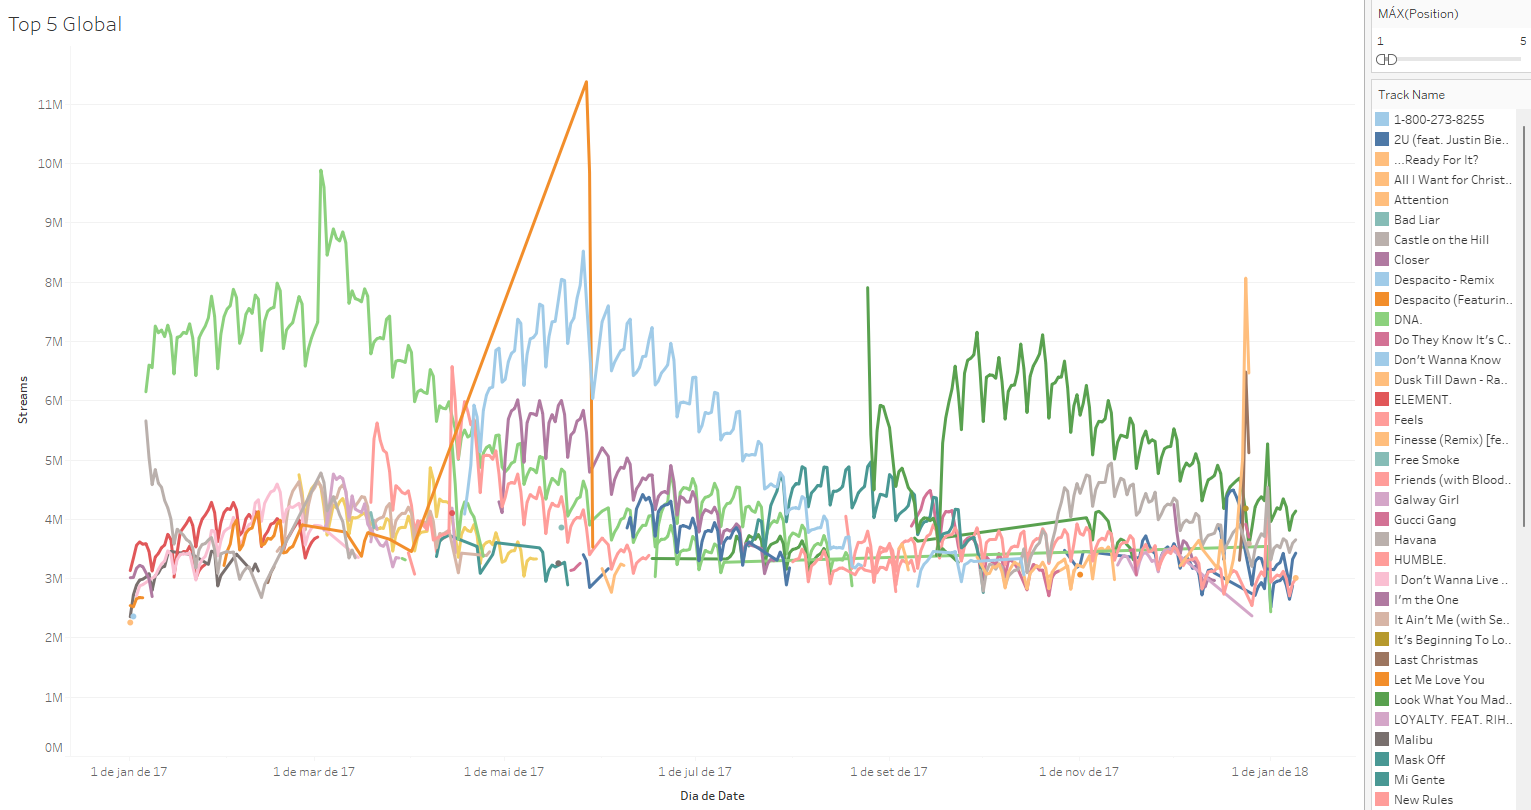 Top 5 Global
MÁX(Position)
1 5
Track Name
1-800-273-8255
2U (feat. Justin Bie..
...Ready For It?
All I Want for Christ..
Attention
Bad Liar
Castle on the Hill
Closer
Despacito - Remix
Despacito (Featurin..
DNA.
Do They Know It's C..
Don't Wanna Know
Dusk Till Dawn - Ra..
ELEMENT.
Feels
Finesse (Remix) [fe..
Free Smoke
Friends (with Blood..
Galway Girl
Gucci Gang
Havana
HUMBLE.
I Don't Wanna Live ..
I'm the One
It Ain't Me (with Se..
It's Beginning To Lo..
Last Christmas
Let Me Love You
Look What You Mad..
LOYALTY. FEAT. RIH..
Malibu
Mask Off
Mi Gente
New Rules
Streams
11M
10M
9M
8M
7M
6M
5M
4M
3M
2M
1M
0M
1 de jan de 17 1 de mar de 17 1 de mai de 17 1 de jul de 17 1 de set de 17 1 de nov de 17 1 de jan de 18
Dia de Date